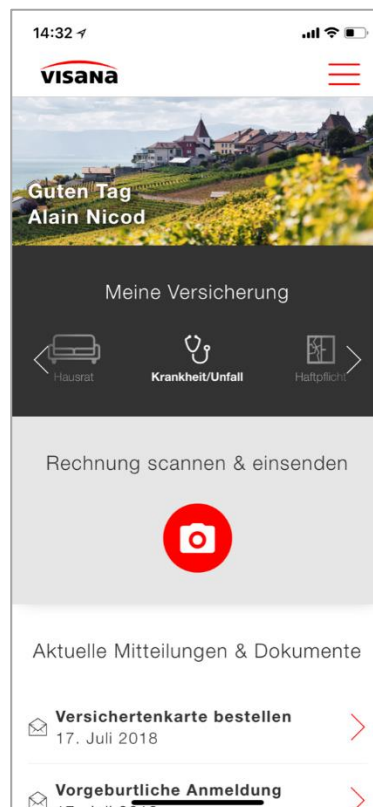 14:32
visana
Guten Tag
Alain Nicod
Meine Versicherung
Hausrat
Krankheit/Unfall
Haftpflicht
Rechnung scannen & einsenden
Aktuelle Mitteilungen & Dokumente
Versichertenkarte bestellen
17. Juli 2018
Vorgeburtliche Anmeldung